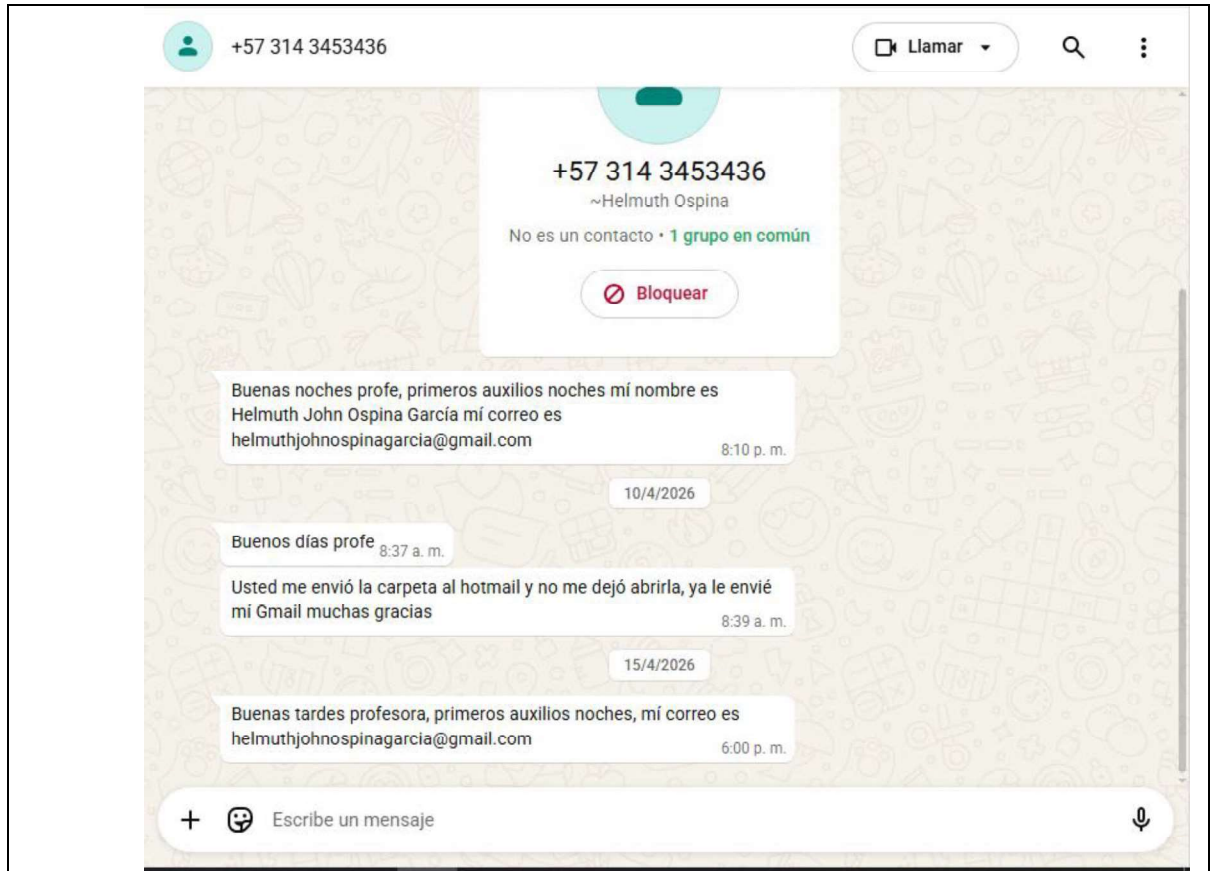 +57 314 3453436
Llamar
+57 314 3453436
~Helmuth Ospina
No es un contacto • 1 grupo en común
Bloquear
Buenas noches profe, primeros auxilios noches mí nombre es
Helmuth John Ospina García mí correo es
helmuthjohnospinagarcia@gmail.com
8:10 p. m.
10/4/2026
Buenos días profe
8:37 a. m.
Usted me envió la carpeta al hotmail y no me dejó abrirla, ya le envié
mí Gmail muchas gracias
8:39 a. m.
15/4/2026
Buenas tardes profesora, primeros auxilios noches, mí correo es
helmuthjohnospinagarcia@gmail.com
6:00 p. m.
Escribe un mensaje